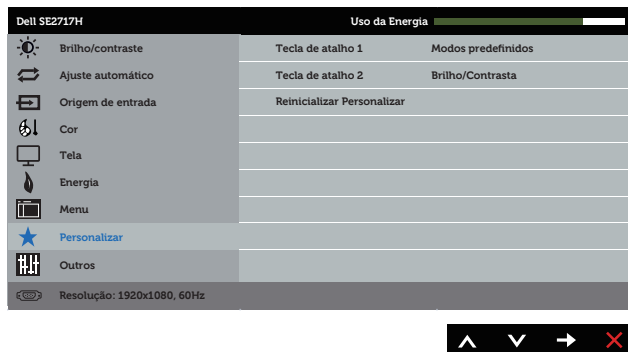 Dell SE2717H
Uso da Energia
Brilho/contraste
Tecla de atalho 1
Modos predefinidos
Ajuste automático
Tecla de atalho 2
Brilho/Contrasta
Origem de entrada
Reinicializar Personalizar
Cor
Tela
Energia
Menu
Personalizar
Outros
Resolução: 1920x1080, 60Hz